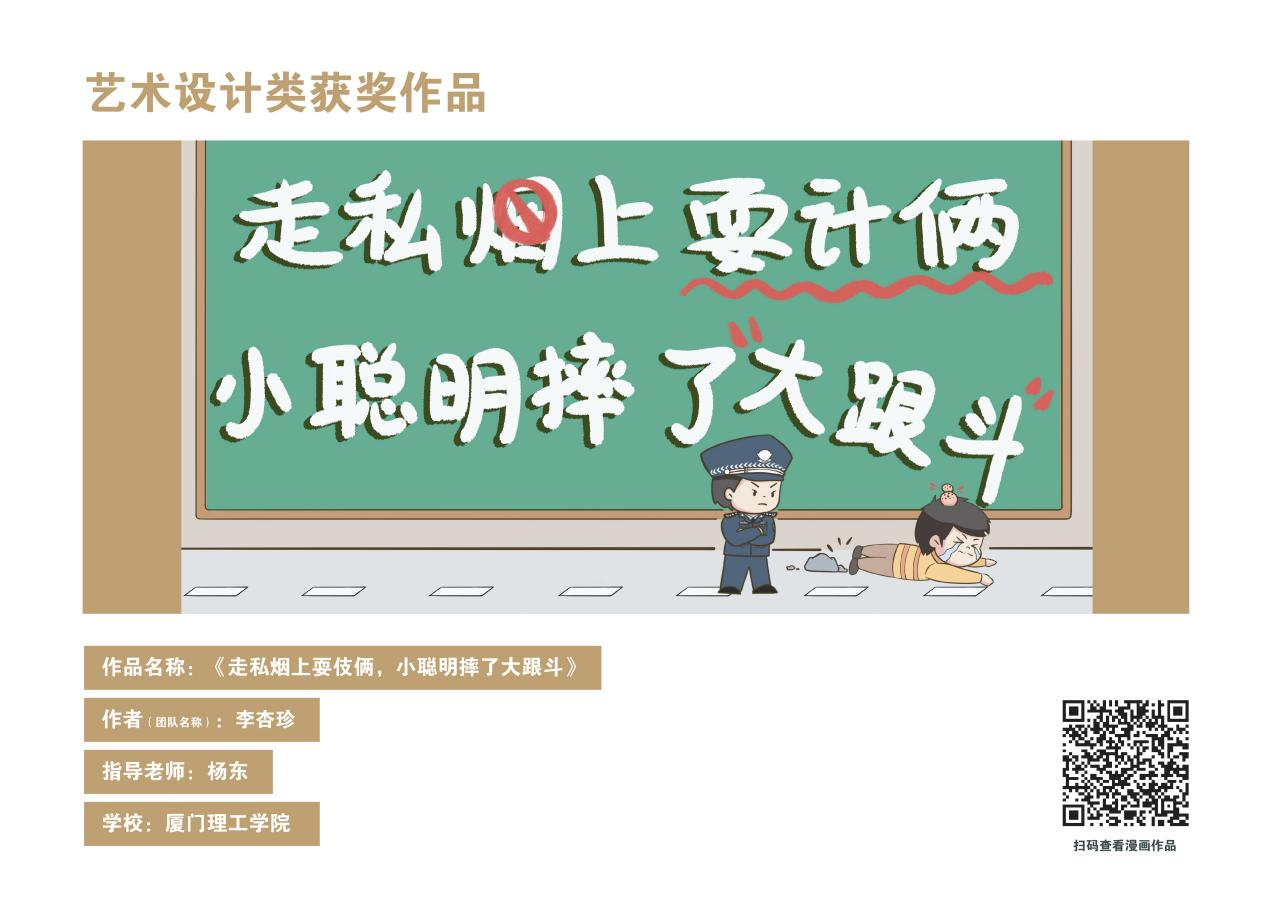 艺术设计类获奖作品
走私烟上耍计俩
小聪明摔了大跟斗
作品名称：《走私烟上耍伎俩，小聪明摔了大跟斗》
作者（团队名称）：李杏珍
指导老师：杨东
学校：厦门理工学院
扫码查看漫画作品